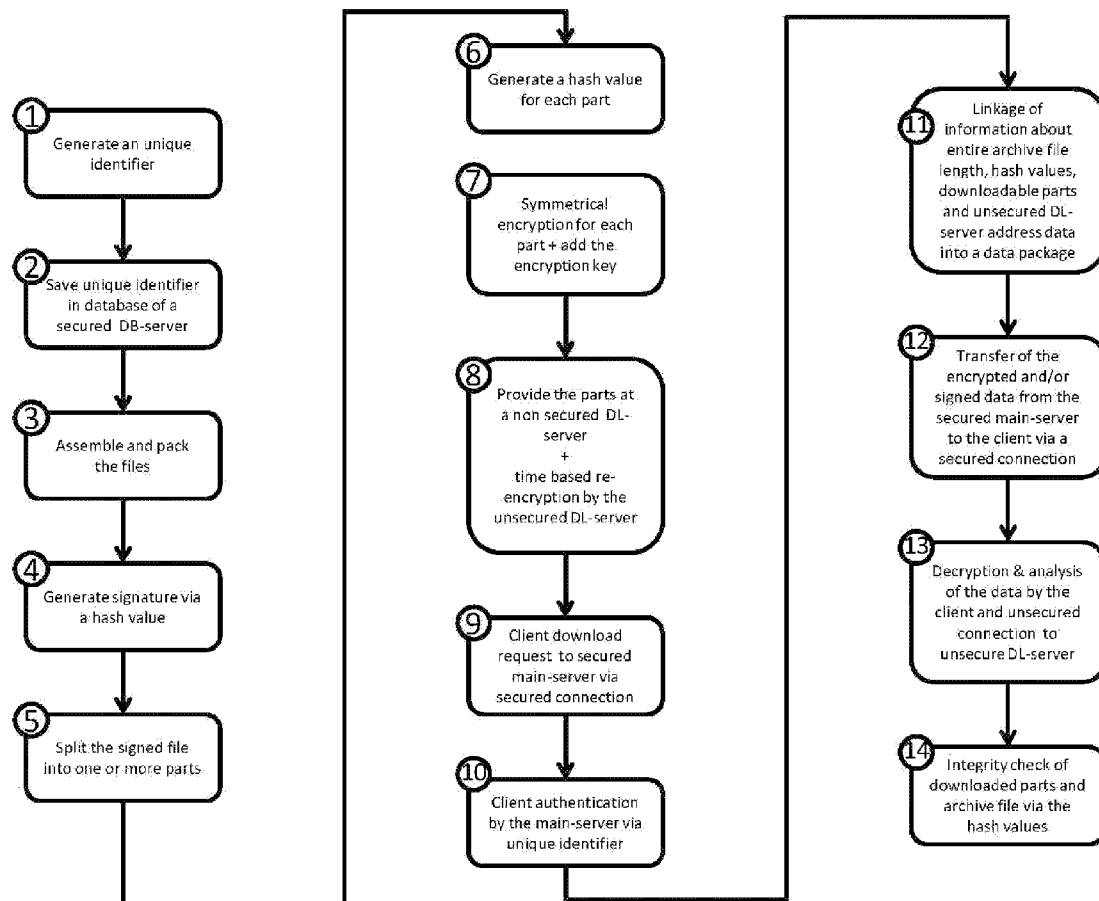 1
Generate an unique
identifier
2
Save unique identifier
in database of a
secured DB-server
3
Assemble and pack
the files
4
Generate signature via
a hash value
5
Split the signed file
into one or more parts
6
Generate a hash value
for each part
7
Symmetrical
encryption for each
part + add the
encryption key
8
Provide the parts at
a non secured DL-
server
+
time based re-
encryption by the
unsecured DL-server
9
Client download
request to secured
main-server via
secured connection
10
Client authentication
by the main-server via
unique identifier
11
Linkage of
information about
entire archive file
length, hash values,
downloadable parts
and unsecured DL-
server address data
into a data package
12
Transfer of the
encrypted and/or
signed data from the
secured main-server
to the client via a
secured connection
13
Decryption & analysis
of the data by the
client and unsecured
connection to
unsecure DL-server
14
Integrity check of
downloaded parts and
archive file via the
hash values